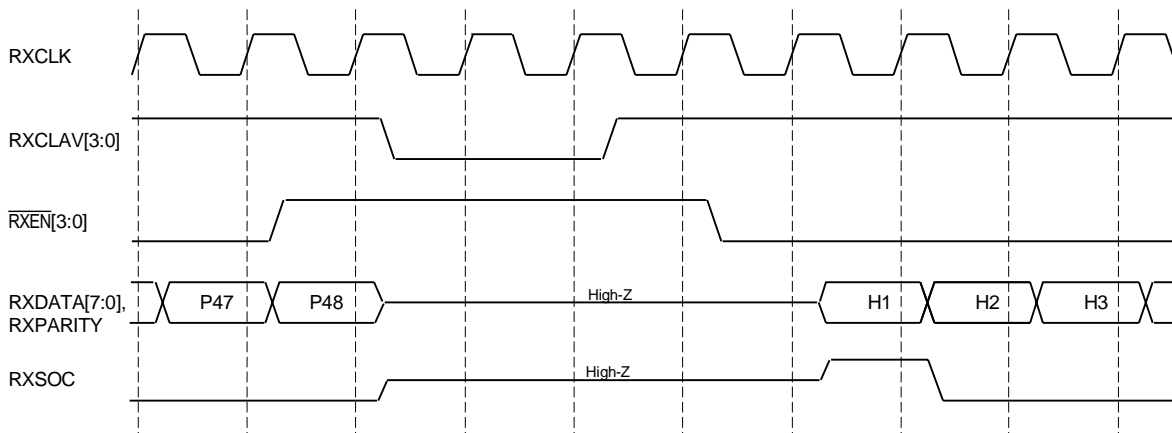 RXCLK
RXCLAV[3:0]
RXEN[3:0]
RXDATA[7:0],
RXPARITY
P47
P48
High-Z
H1
H2
H3
RXSOC
High-Z